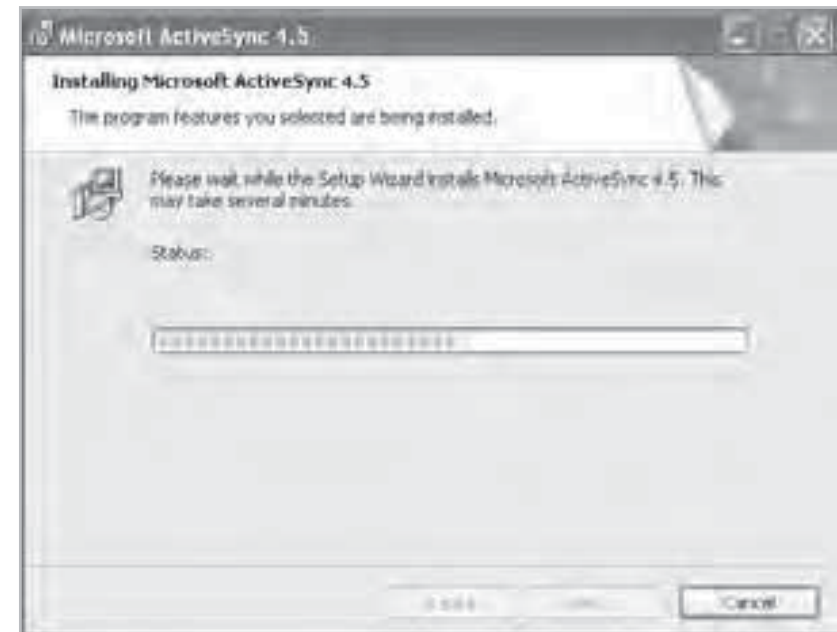 Microsoft ActiveSync 4.5
Installing Microsoft ActiveSync 4.5
The program features you selected are being installed.
Please wait while the Setup Wizard installs Microsoft ActiveSync 4.5. This
may take several minutes.
Status:
Cancel